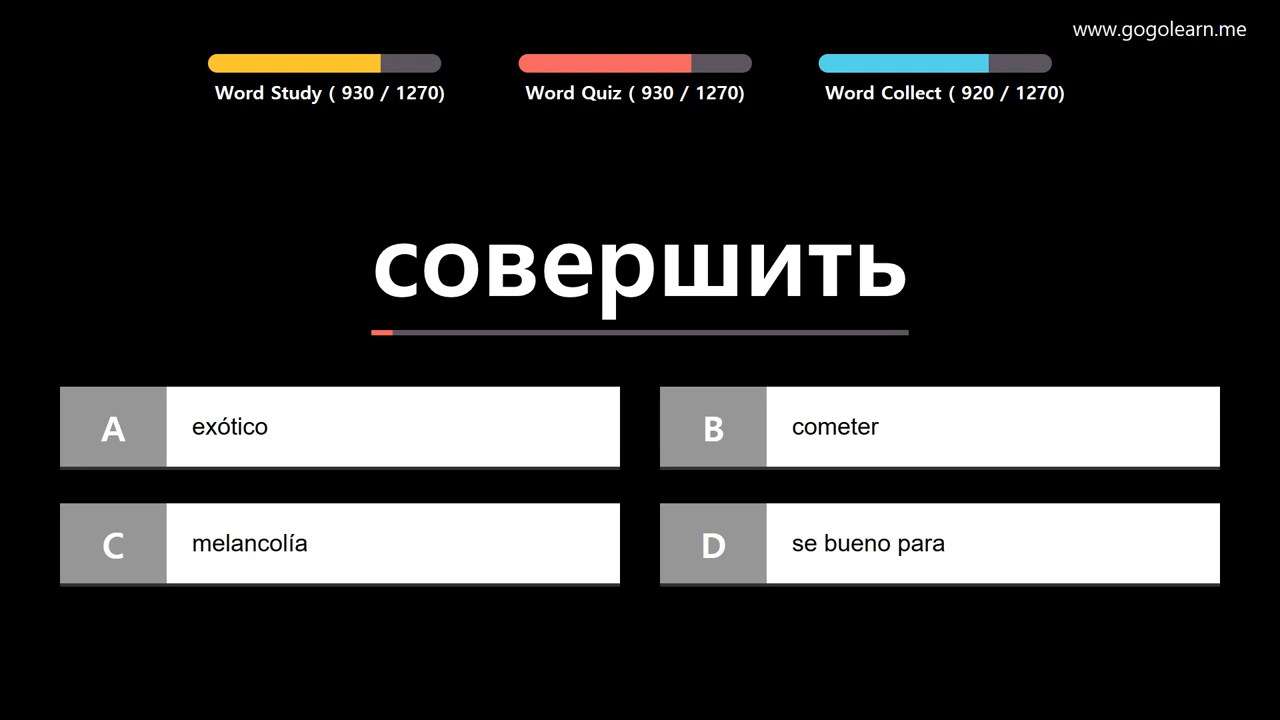 www.gogolearn.me
Word Study ( 930 / 1270)
Word Quiz ( 930 / 1270)
Word Collect ( 920 / 1270)
совершить
A exótico
B cometer
C melancolía
D se bueno para